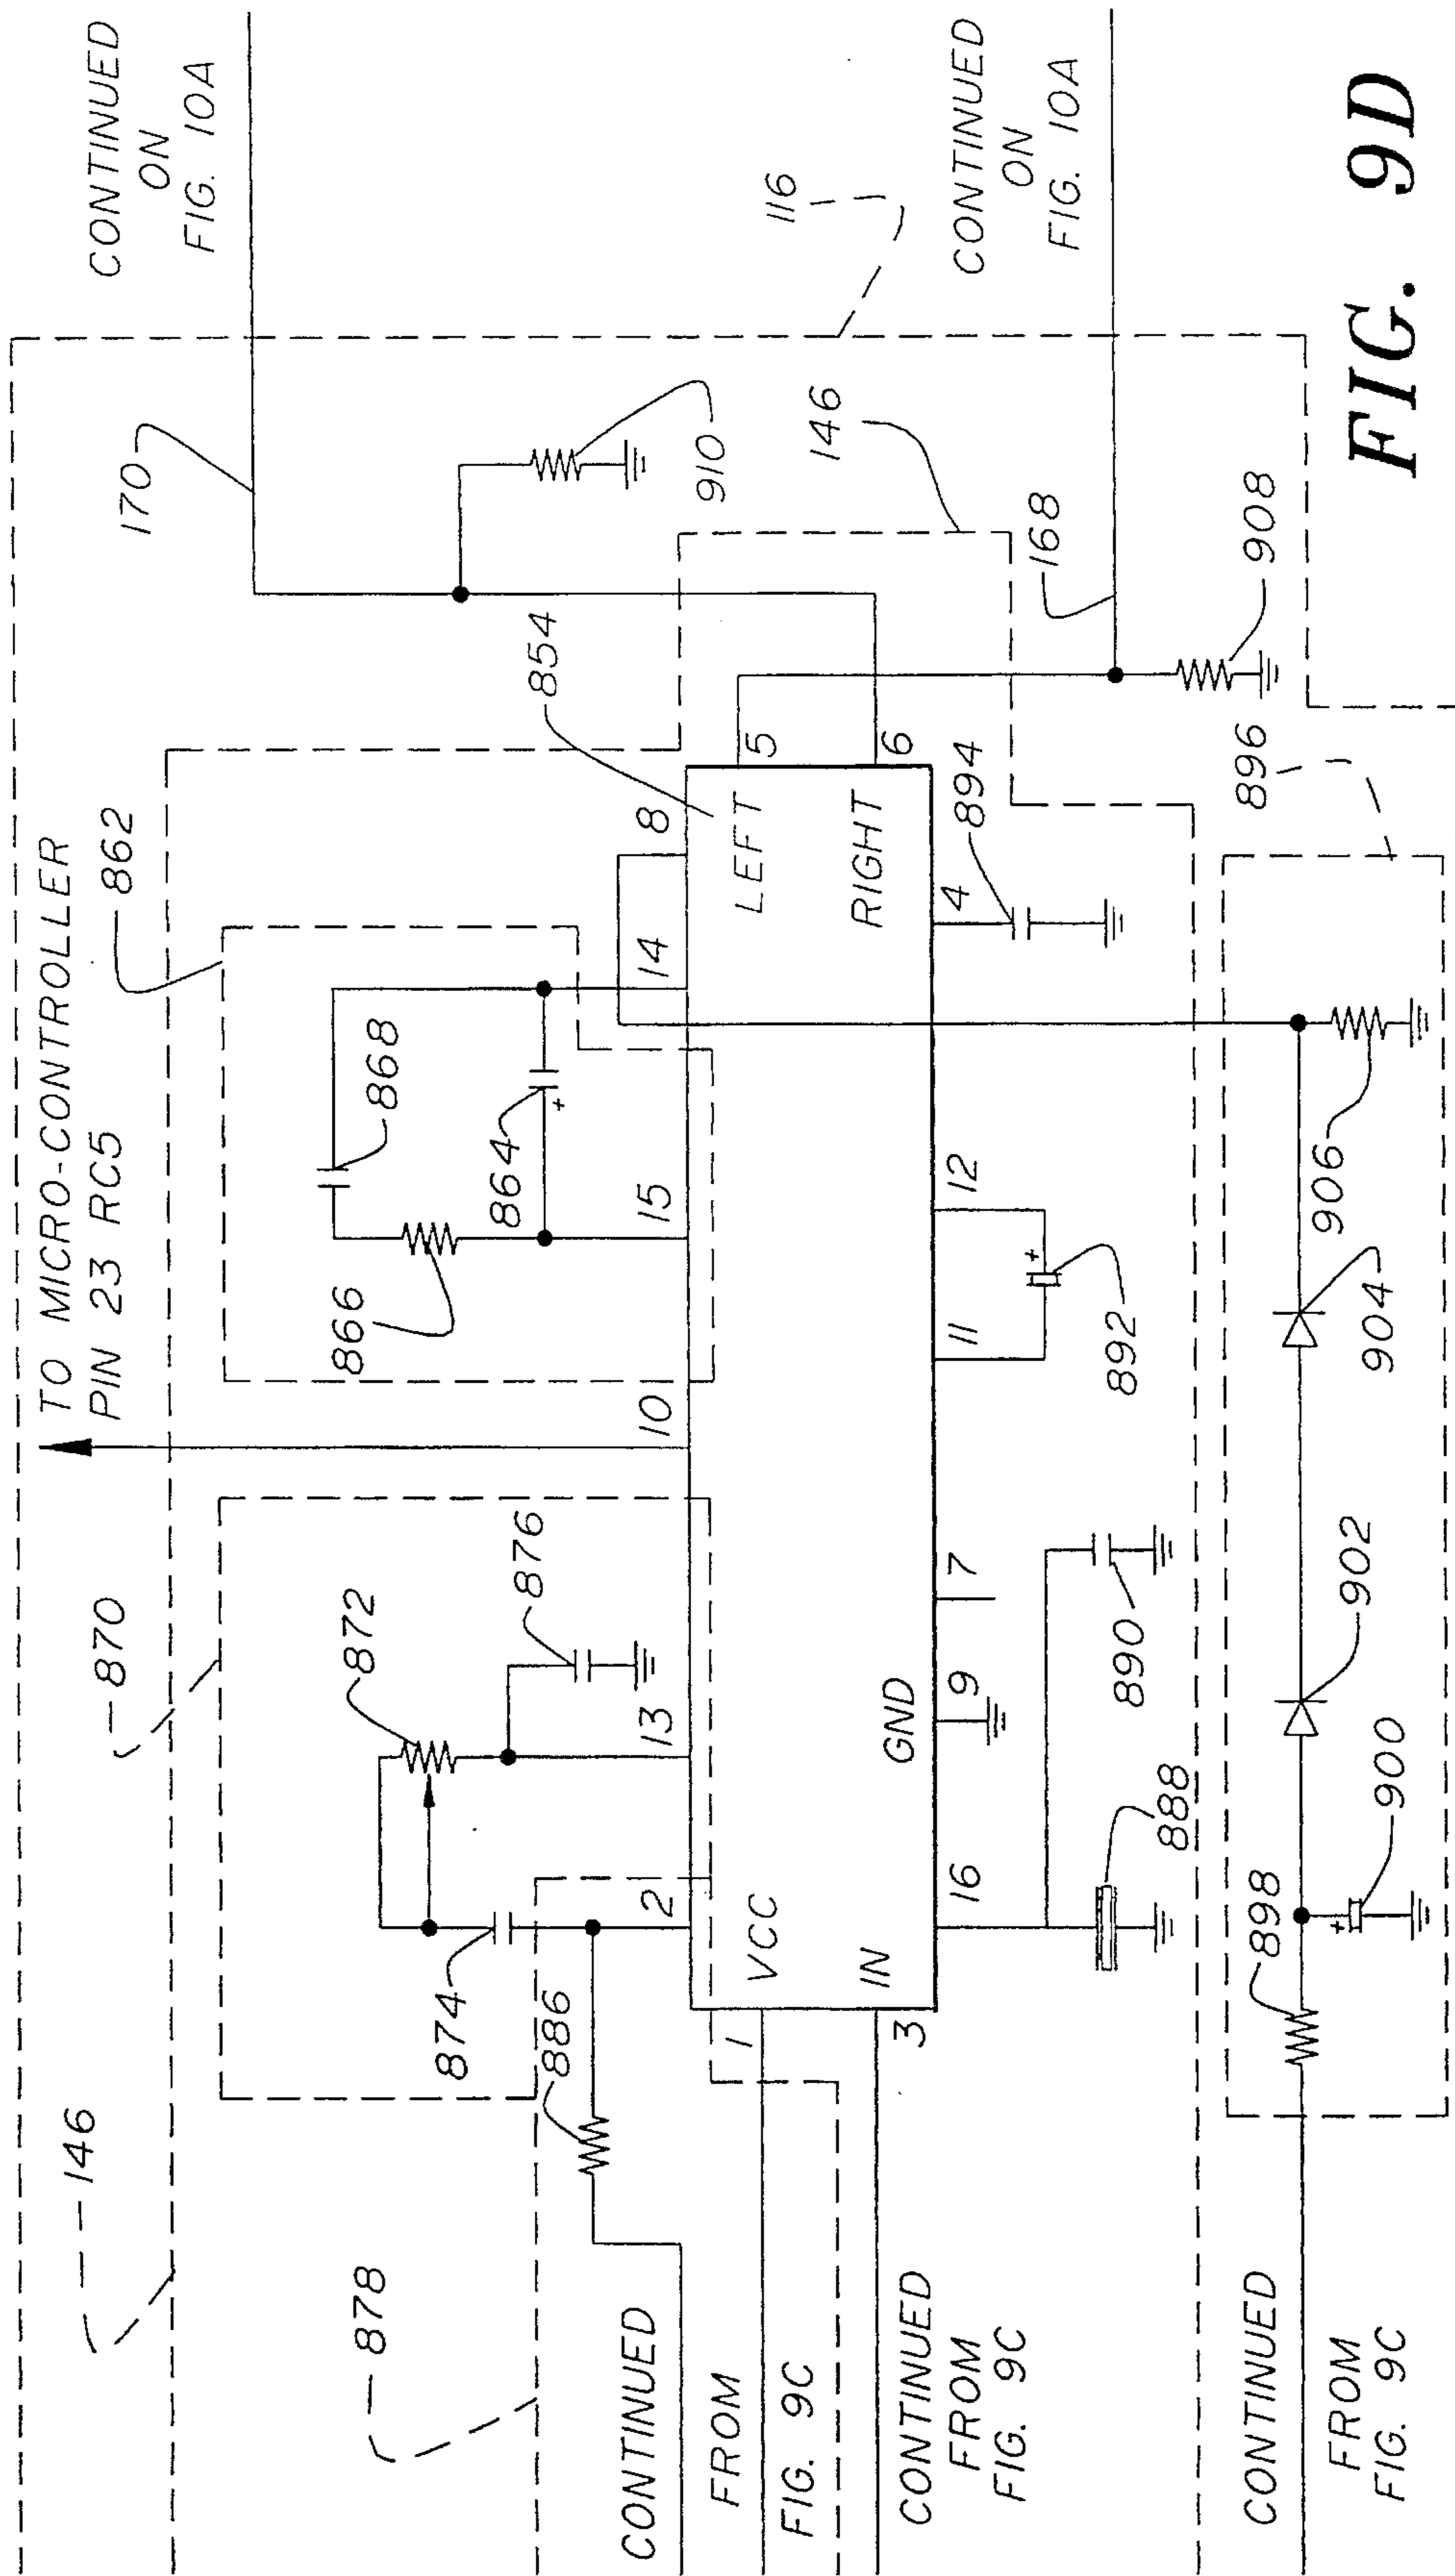 TO MICRO-CONTROLLER
PIN 23 RC5
CONTINUED
ON
FIG. 10A
170
146
870
862
872
868
878
876
866
864
+
910
116
854
874
886
2
13
10
15
14
8
1
VCC
LEFT
5
146
IN
GND
RIGHT
6
3
16
9
7
11
12
4
894
168
+
888
890
892
CONTINUED
FROM
FIG. 9C
CONTINUED
FROM
FIG. 9C
CONTINUED
ON
FIG. 10A
908
896
898
+
900
902
904
906
CONTINUED
FROM
FIG. 9C
FIG. 9D